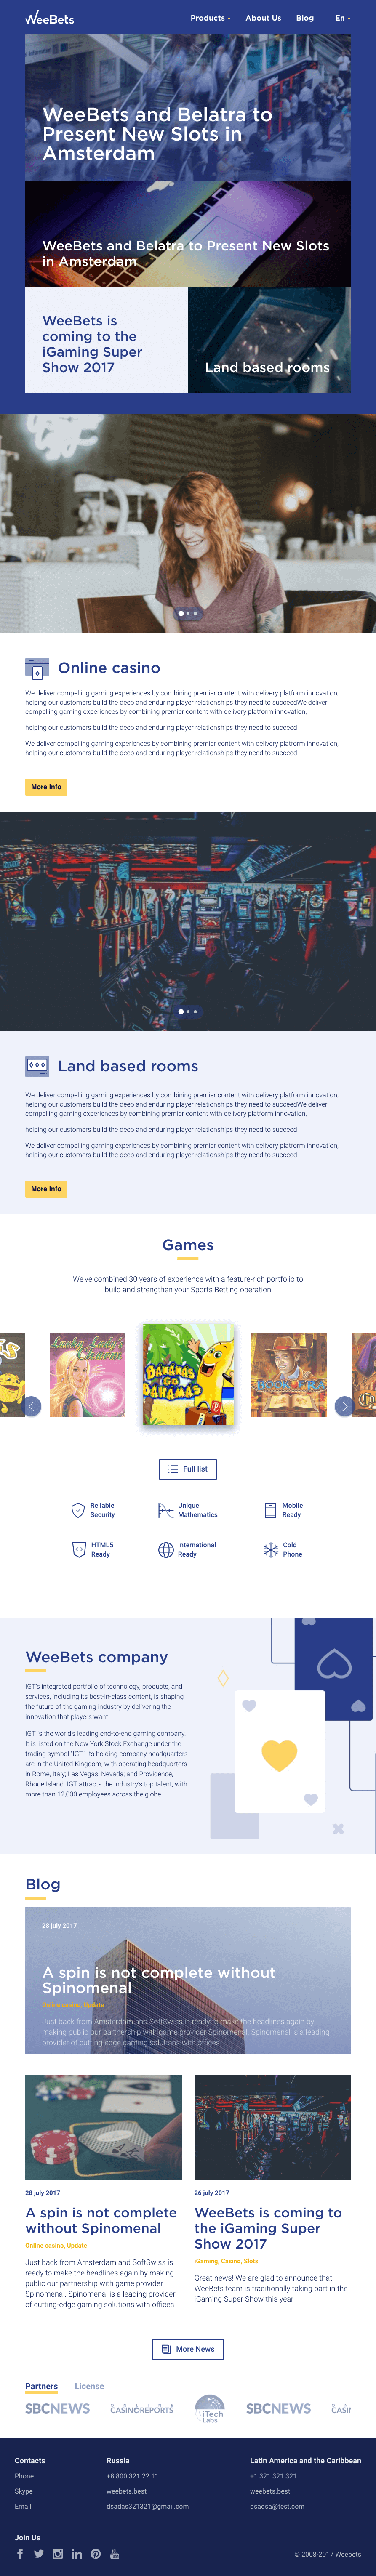 WeeBets
Products
About Us
Blog
En
WeeBets and Belatra to
Present New Slots in
Amsterdam
WeeBets and Belatra to Present New Slots
in Amsterdam
WeeBets is
coming to the
iGaming Super
Show 2017
Land based rooms
Online casino
We deliver compelling gaming experiences by combining premier content with delivery platform innovation,
helping our customers build the deep and enduring player relationships they need to succeedWe deliver
compelling gaming experiences by combining premier content with delivery platform innovation,
helping our customers build the deep and enduring player relationships they need to succeed
We deliver compelling gaming experiences by combining premier content with delivery platform innovation,
helping our customers build the deep and enduring player relationships they need to succeed
More Info
Land based rooms
We deliver compelling gaming experiences by combining premier content with delivery platform innovation,
helping our customers build the deep and enduring player relationships they need to succeedWe deliver
compelling gaming experiences by combining premier content with delivery platform innovation,
helping our customers build the deep and enduring player relationships they need to succeed
We deliver compelling gaming experiences by combining premier content with delivery platform innovation,
helping our customers build the deep and enduring player relationships they need to succeed
More Info
Games
We've combined 30 years of experience with a feature-rich portfolio to
build and strengthen your Sports Betting operation
Lucky Lady's
Charm
BANANAS
GO
BAHAMAS
BOOK OF RA
Full list
Reliable
Security
Unique
Mathematics
Mobile
Ready
HTML5
Ready
International
Ready
Cold
Phone
WeeBets company
IGT's integrated portfolio of technology, products, and
services, including its best-in-class content, is shaping
the future of the gaming industry by delivering the
innovation that players want.
IGT is the world's leading end-to-end gaming company.
It is listed on the New York Stock Exchange under the
trading symbol "IGT." Its holding company headquarters
are in the United Kingdom, with operating headquarters
in Rome, Italy; Las Vegas, Nevada; and Providence,
Rhode Island. IGT attracts the industry's top talent, with
more than 12,000 employees across the globe
Blog
28 july 2017
A spin is not complete without
Spinomenal
Online casino, Update
Just back from Amsterdam and SoftSwiss is ready to make the headlines again by
making public our partnership with game provider Spinomenal. Spinomenal is a leading
provider of cutting-edge gaming solutions with offices
28 july 2017
A spin is not complete
without Spinomenal
Online casino, Update
Just back from Amsterdam and SoftSwiss is
ready to make the headlines again by making
public our partnership with game provider
Spinomenal. Spinomenal is a leading provider
of cutting-edge gaming solutions with offices
26 july 2017
WeeBets is coming to
the iGaming Super
Show 2017
iGaming, Casino, Slots
Great news! We are glad to announce that
WeeBets team is traditionally taking part in the
iGaming Super Show this year
More News
Partners
License
SBCNEWS
CASINOREPORTS
iTech
Labs
SBCNEWS
CASIN
Contacts
Phone
Skype
Email
Russia
+8 800 321 22 11
weebets.best
dsadas321321@gmail.com
Latin America and the Caribbean
+1 321 321 321
weebets.best
dsadsa@test.com
Join Us
© 2008-2017 Weebets